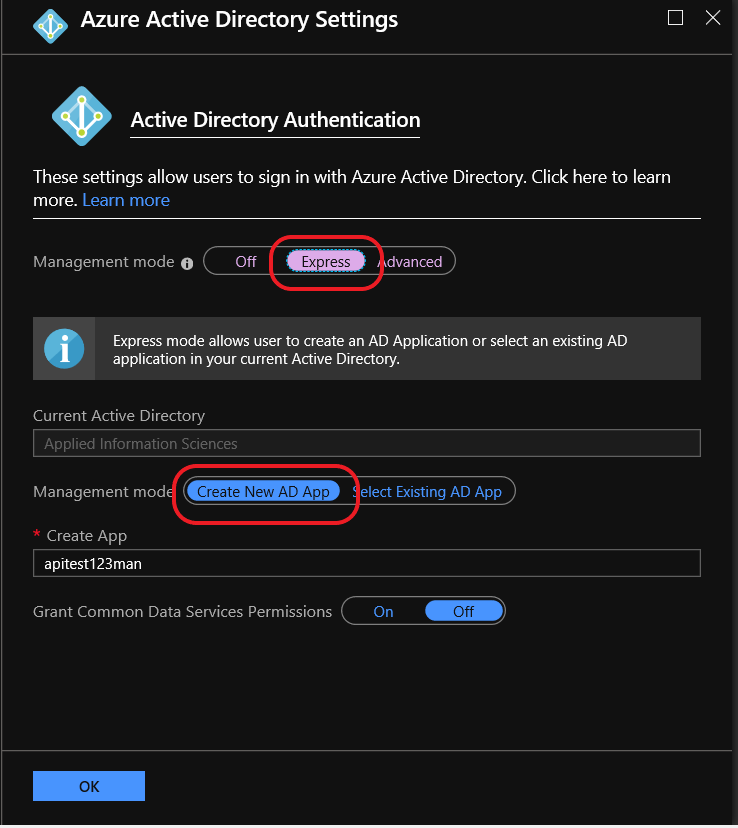 Azure Active Directory Settings
Active Directory Authentication
These settings allow users to sign in with Azure Active Directory. Click here to learn
more. Learn more
Management mode Off Express Advanced
Express mode allows user to create an AD Application or select an existing AD
application in your current Active Directory.
Current Active Directory
Applied Information Sciences
Management mode Create New AD App Select Existing AD App
* Create App
apitest123man
Grant Common Data Services Permissions On Off
OK